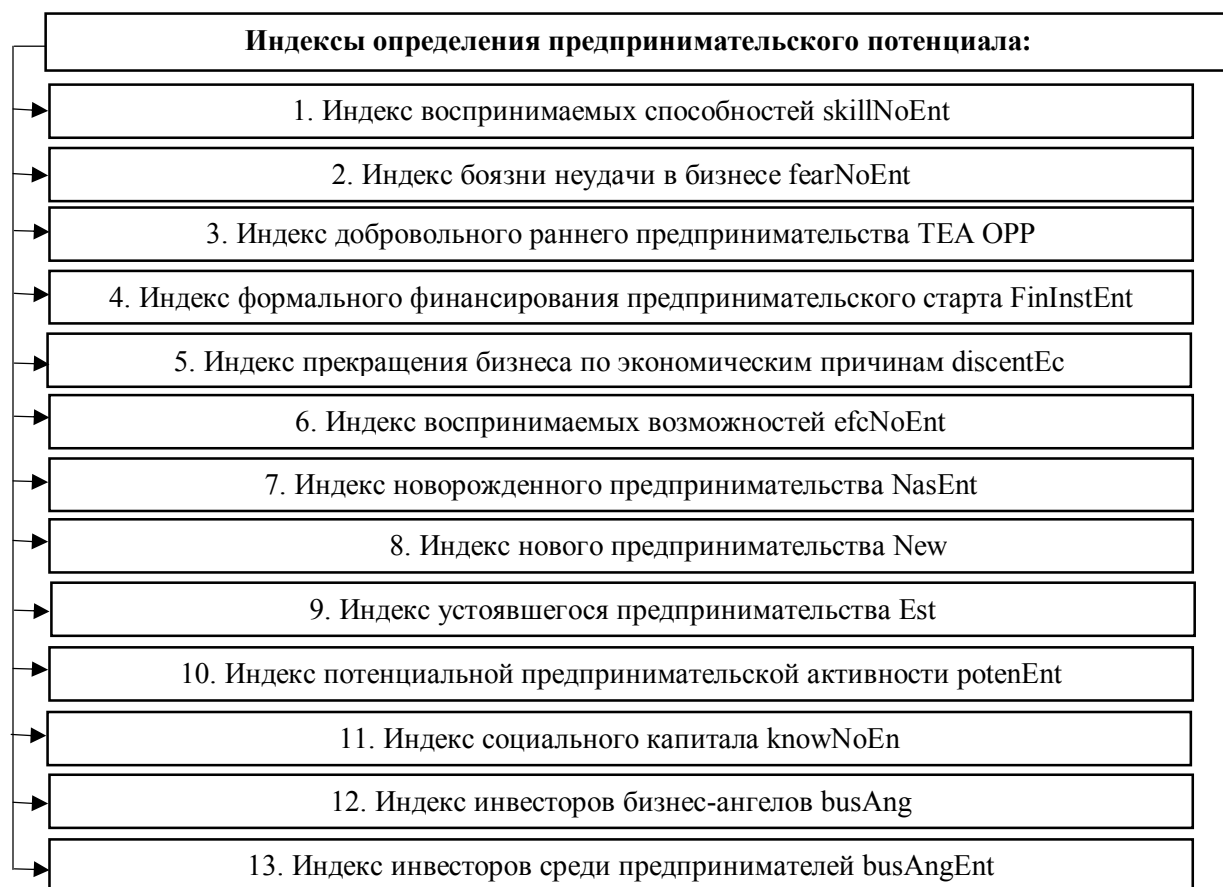 Индексы определения предпринимательского потенциала:
1. Индекс воспринимаемых способностей skillNoEnt
2. Индекс боязни неудачи в бизнесе fearNoEnt
3. Индекс добровольного раннего предпринимательства TEA OPP
4. Индекс формального финансирования предпринимательского старта FinInstEnt
5. Индекс прекращения бизнеса по экономическим причинам discentEc
6. Индекс воспринимаемых возможностей efcNoEnt
7. Индекс новорожденного предпринимательства NasEnt
8. Индекс нового предпринимательства New
9. Индекс устоявшегося предпринимательства Est
10. Индекс потенциальной предпринимательской активности potenEnt
11. Индекс социального капитала knowNoEn
12. Индекс инвесторов бизнес-ангелов busAng
13. Индекс инвесторов среди предпринимателей busAngEnt